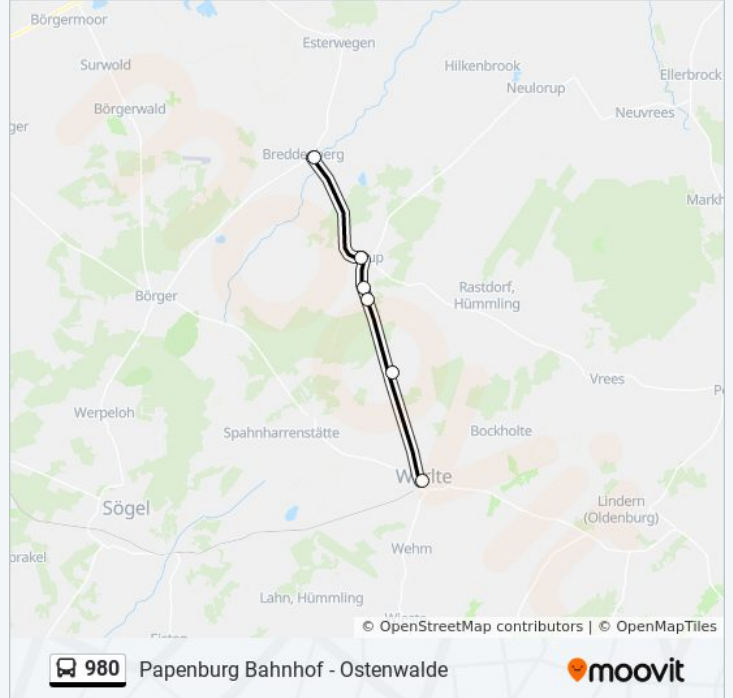 Börgermoor
Esterwegen
Surwold
Hilkenbrook
Ellerbrock
Neulorup
Börgerwald
Neuvrees
ger
Markh
Börger
Rastdorf,
Hümmling
Vrees
Werpeloh
Spahnharrenstätte
Bockholte
Sögel
Lindern
(Oldenburg)
Wehm
Lahn, Hümmling
© OpenStreetMap contributors | © OpenMapTiles
980 Papenburg Bahnhof - Ostenwalde moovit